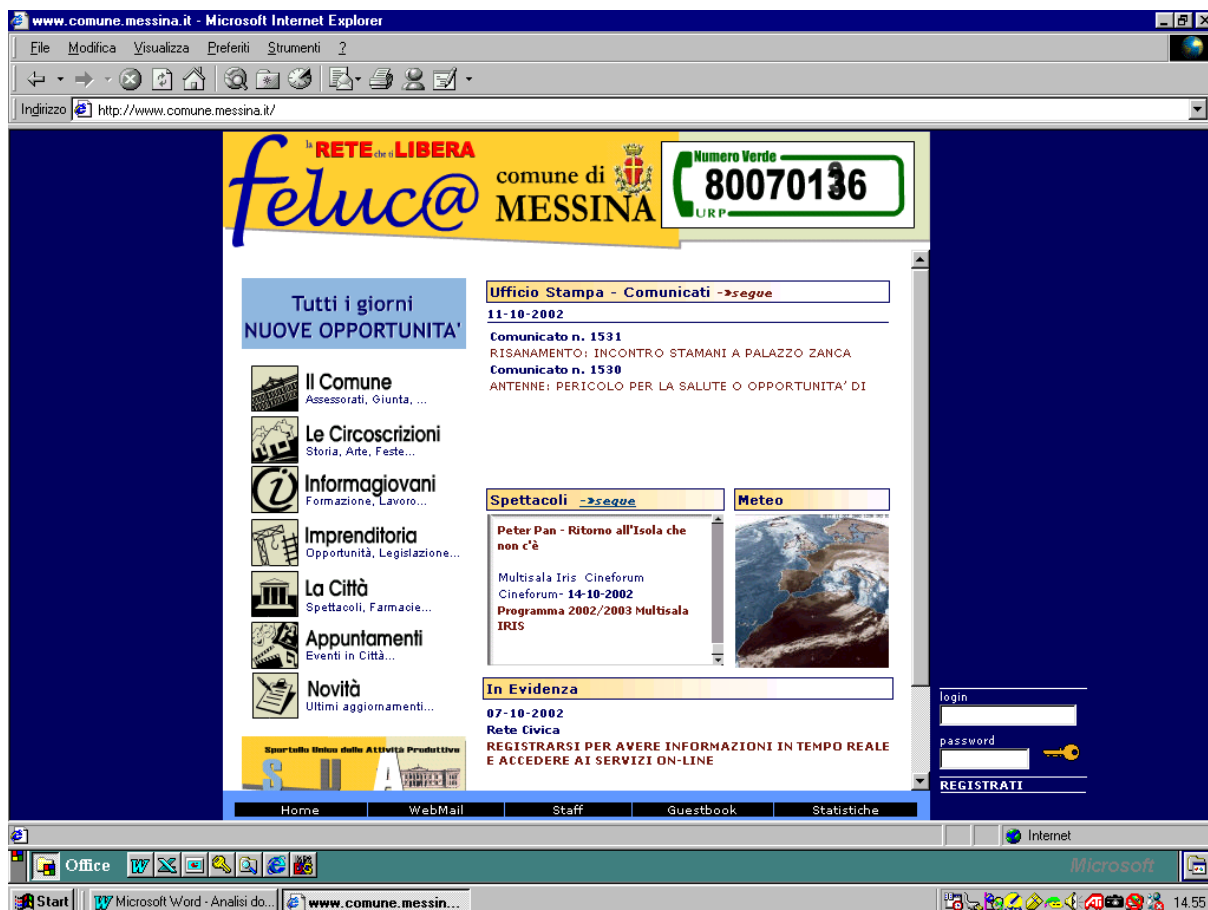 www.comune.messina.it - Microsoft Internet Explorer
File Modifica Visualizza Preferiti Strumenti ?
Indirizzo http://www.comune.messina.it/
la RETE che ti LIBERA
feluc@
comune di
MESSINA
Numero Verde
URP
Tutti i giorni
NUOVE OPPORTUNITA'
Il Comune
Assessorati, Giunta, ...
Le Circoscrizioni
Storia, Arte, Feste...
Informagiovani
Formazione, Lavoro...
Imprenditoria
Opportunità, Legislazione...
La Città
Spettacoli, Farmacie...
Appuntamenti
Eventi in Città...
Novità
Ultimi aggiornamenti...
Sportello Unico delle Attività Produttive
S U A
Ufficio Stampa - Comunicati ->segue
11-10-2002
Comunicato n. 1531
RISANAMENTO: INCONTRO STAMANI A PALAZZO ZANCA
Comunicato n. 1530
ANTENNE: PERICOLO PER LA SALUTE O OPPORTUNITA' DI
Spettacoli ->segue
Peter Pan - Ritorno all'Isola che
non c'è
Multisala Iris Cineforum
Cineforum- 14-10-2002
Programma 2002/2003 Multisala
IRIS
Meteo
In Evidenza
07-10-2002
Rete Civica
REGISTRARSI PER AVERE INFORMAZIONI IN TEMPO REALE
E ACCEDERE AI SERVIZI ON-LINE
login
password
REGISTRATI
Home WebMail Staff Guestbook Statistiche
Internet
Office
Microsoft
Start Microsoft Word - Analisi do... www.comune.messin... 14.55